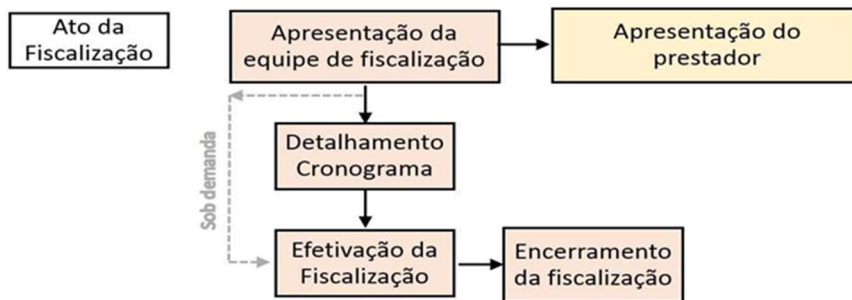 Ato da
Fiscalização
Apresentação da
equipe de fiscalização
Apresentação do
prestador
Detalhamento
Cronograma
Sob demanda
Efetivação da
Fiscalização
Encerramento
da fiscalização